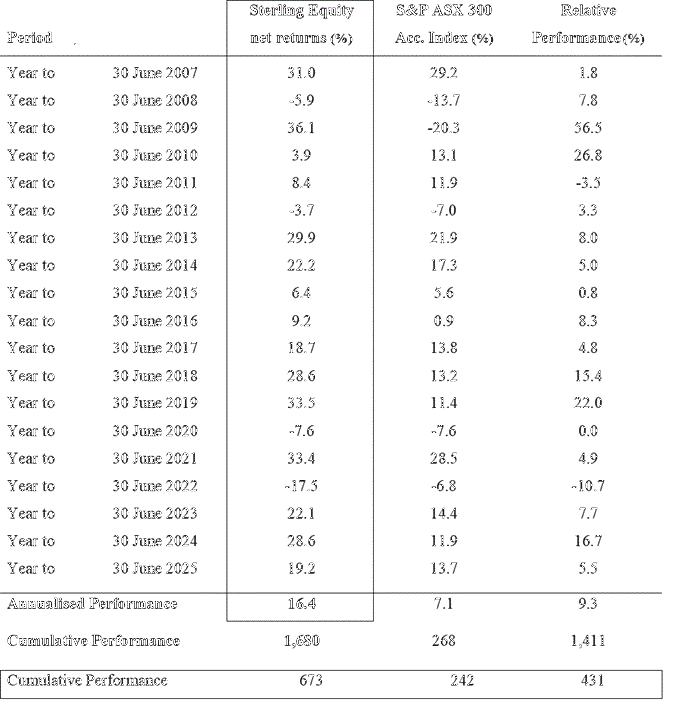 Sterling Equity S&P ASX 300 Relative
Period net returns (%) Acc. Index (%) Performance (%)
Year to 30 June 2007 31.0 29.2 1.8
Year to 30 June 2008 -5.9 -13.7 7.8
Year to 30 June 2009 36.1 -20.3 56.5
Year to 30 June 2010 3.9 13.1 26.8
Year to 30 June 2011 8.4 11.9 -3.5
Year to 30 June 2012 -3.7 -7.0 3.3
Year to 30 June 2013 29.9 21.9 8.0
Year to 30 June 2014 22.2 17.3 5.0
Year to 30 June 2015 6.4 5.6 0.8
Year to 30 June 2016 9.2 0.9 8.3
Year to 30 June 2017 18.7 13.8 4.8
Year to 30 June 2018 28.6 13.2 15.4
Year to 30 June 2019 33.5 11.4 22.0
Year to 30 June 2020 -7.6 -7.6 0.0
Year to 30 June 2021 33.4 28.5 4.9
Year to 30 June 2022 -17.5 -6.8 -10.7
Year to 30 June 2023 22.1 14.4 7.7
Year to 30 June 2024 28.6 11.9 16.7
Year to 30 June 2025 19.2 13.7 5.5
Annualised Performance 16.4 7.1 9.3
Cumulative Performance 1,680 268 1,411
Cumulative Performance 673 242 431